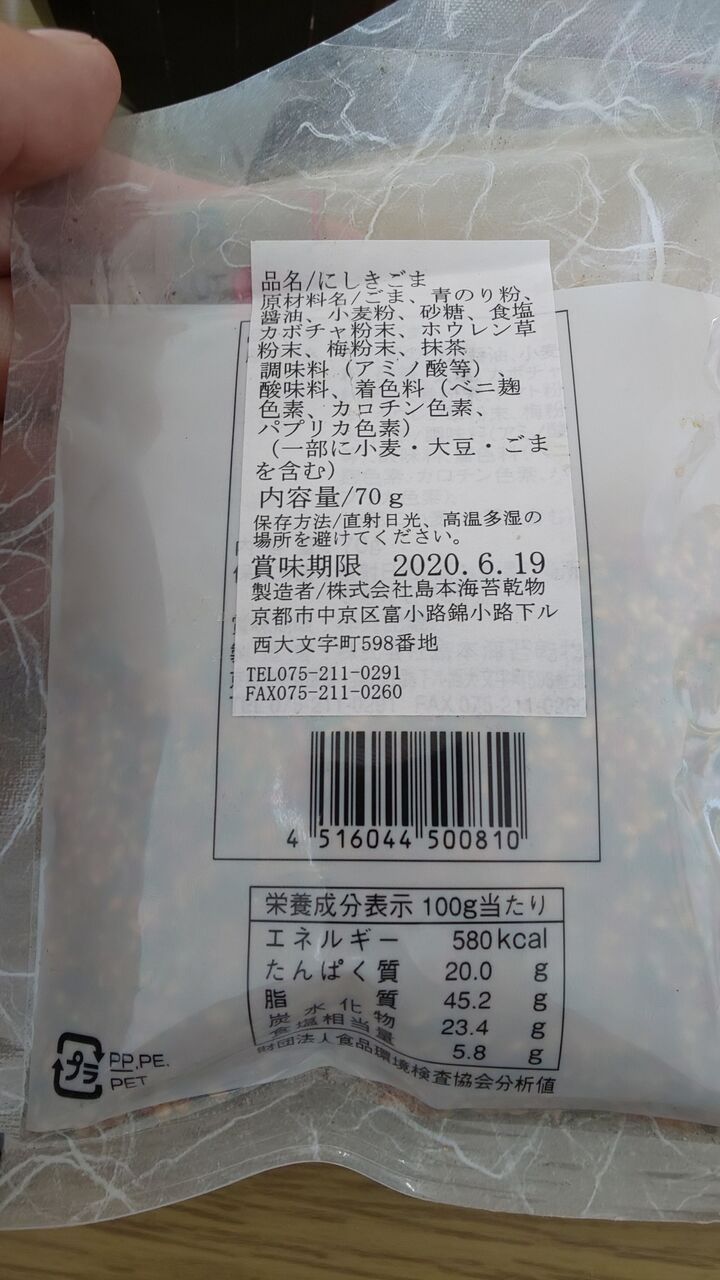 品名/にしきごま
原材料名/ごま、青のり粉、
醤油、小麦粉、砂糖、食塩
カボチャ粉末、ホウレン草
粉末、梅粉末、抹茶
調味料（アミノ酸等）、
酸味料、着色料（ベニ麹
色素、カロチン色素、
パプリカ色素）
（一部に小麦・大豆・ごま
を含む）
内容量/70g
保存方法/直射日光、高温多湿の
場所を避けてください。
賞味期限 2020.6.19
製造者/株式会社島本海苔乾物
京都市中京区富小路錦小路下ル
西大文字町598番地
TEL075-211-0291
FAX075-211-0260
4 516044 500810
栄養成分表示 100g当たり
エネルギー 580kcal
たんぱく質 20.0 g
脂質 45.2 g
炭水化物 23.4 g
食塩相当量 5.8 g
財団法人食品環境検査協会分析値
プラ PP,PE,
PET